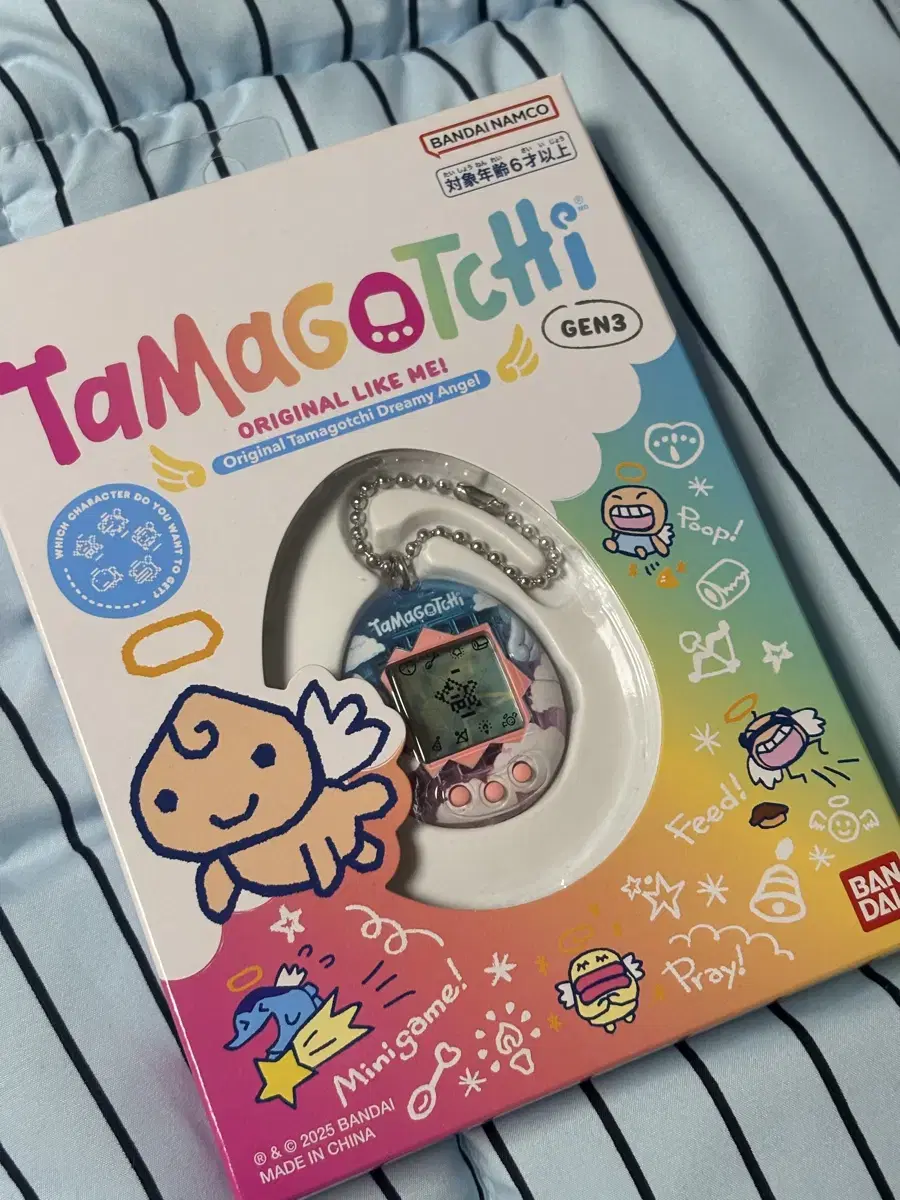 BANDAI NAMCO
たいしょうねんれい さい いじょう
対象年齢6才以上
TaMaGOTcHi
®
GEN3
ORIGINAL LIKE ME!
Original Tamagotchi Dreamy Angel
WHICH CHARACTER DO YOU WANT TO GET?
TaMaGOTcHi
Poop!
Feed!
Pray!
Minigame!
BAN
DAI
® & © 2025 BANDAI
MADE IN CHINA